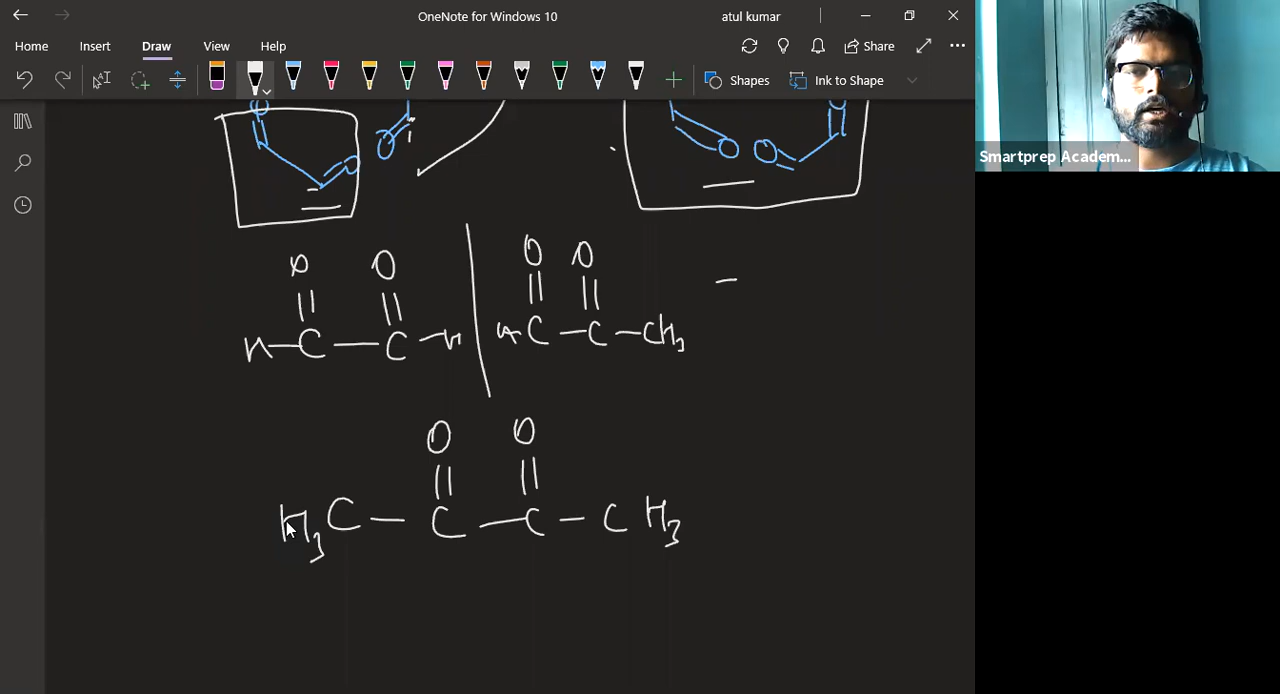 OneNote for Windows 10
atul kumar
Home Insert Draw View Help
Share
Shapes
Ink to Shape
Smartprep Academ...
O
O O
O O O O
H-C-C-H
H C-C-CH3
O O
H3C-C-C-CH3